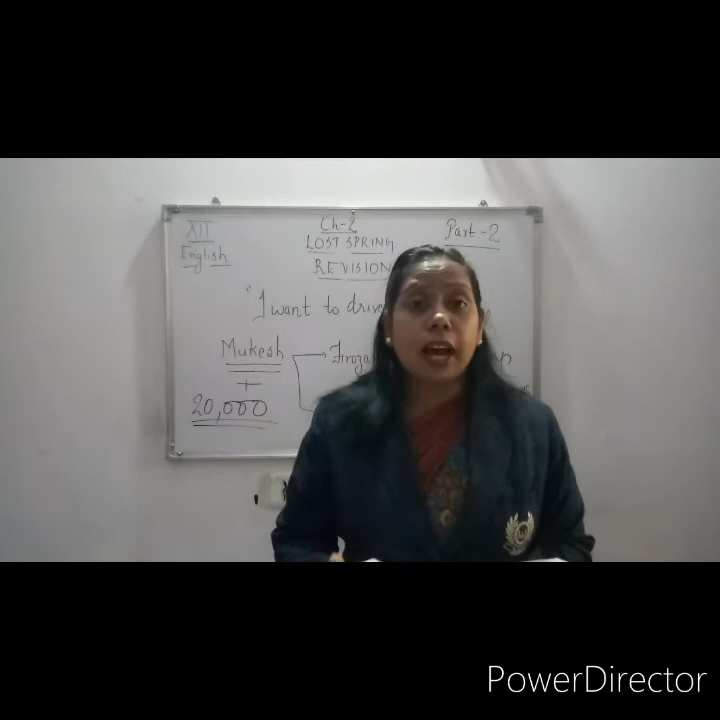 XII
English
Ch-2
LOST SPRING
REVISION
Part-2
"I want to drive
Mukesh
+
20,000
PowerDirector